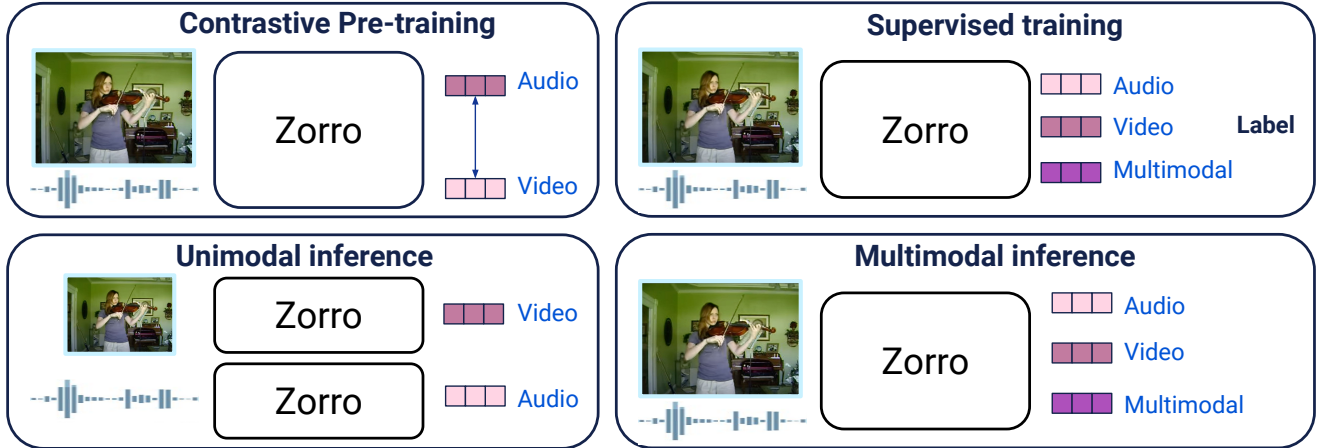 Contrastive Pre-training
Zorro
Audio
Video
Supervised training
Zorro
Audio
Video
Label
Multimodal
Unimodal inference
Zorro
Video
Zorro
Audio
Multimodal inference
Zorro
Audio
Video
Multimodal